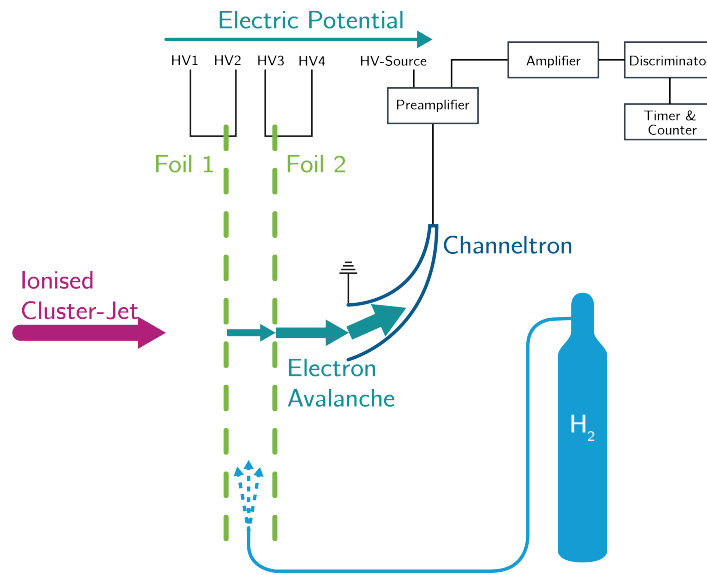 Electric Potential
HV1 HV2 HV3 HV4 HV-Source
Preamplifier
Amplifier
Discriminator
Timer &
Counter
Foil 1
Foil 2
Channeltron
Ionised
Cluster-Jet
Electron
Avalanche
H2